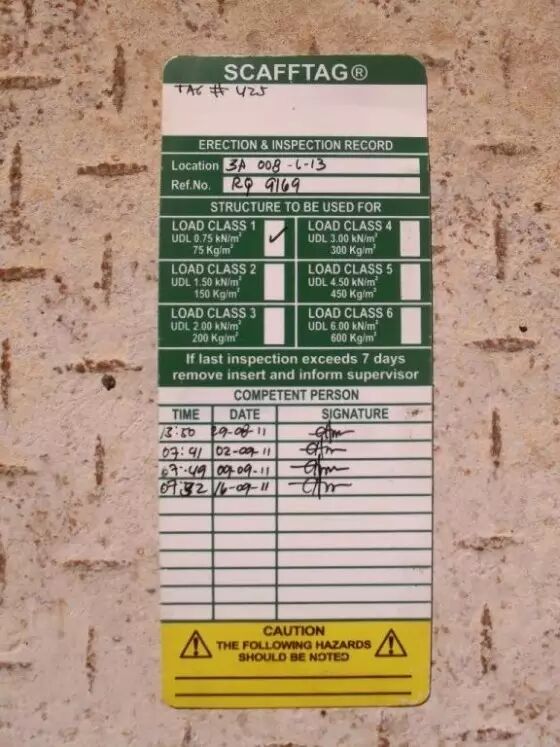 SCAFFTAG®
TAG # 425
ERECTION & INSPECTION RECORD
Location 3A 008-6-13
Ref.No. RQ 9169
STRUCTURE TO BE USED FOR
LOAD CLASS 1
UDL 0.75 kN/m²
75 Kg/m²
✓
LOAD CLASS 4
UDL 3.00 kN/m²
300 Kg/m²
LOAD CLASS 2
UDL 1.50 kN/m²
150 Kg/m²
LOAD CLASS 5
UDL 4.50 kN/m²
450 Kg/m²
LOAD CLASS 3
UDL 2.00 kN/m²
200 Kg/m²
LOAD CLASS 6
UDL 6.00 kN/m²
600 Kg/m²
If last inspection exceeds 7 days
remove insert and inform supervisor
COMPETENT PERSON
TIME DATE SIGNATURE
13:50 29-08-11
07:41 02-09-11
07:49 09-09-11
07:32 16-09-11
CAUTION
THE FOLLOWING HAZARDS
SHOULD BE NOTED